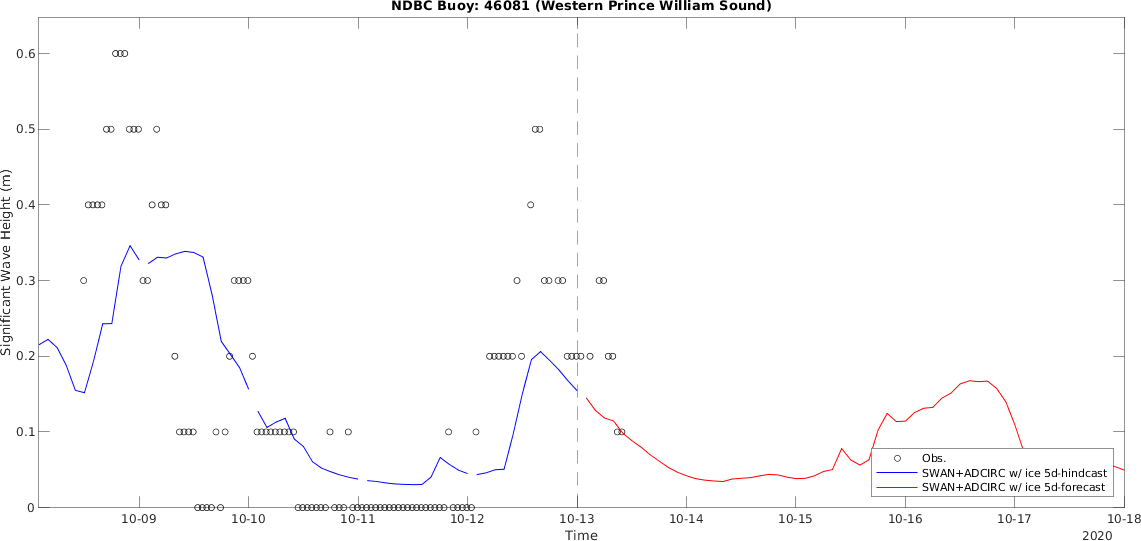 NDBC Buoy: 46081 (Western Prince William Sound)
Significant Wave Height (m)
0.6
0.5
0.4
0.3
0.2
0.1
0
Obs.
SWAN+ADCIRC w/ ice 5d-hindcast
SWAN+ADCIRC w/ ice 5d-forecast
10-09 10-10 10-11 10-12 10-13 10-14 10-15 10-16 10-17 10-18
Time
2020